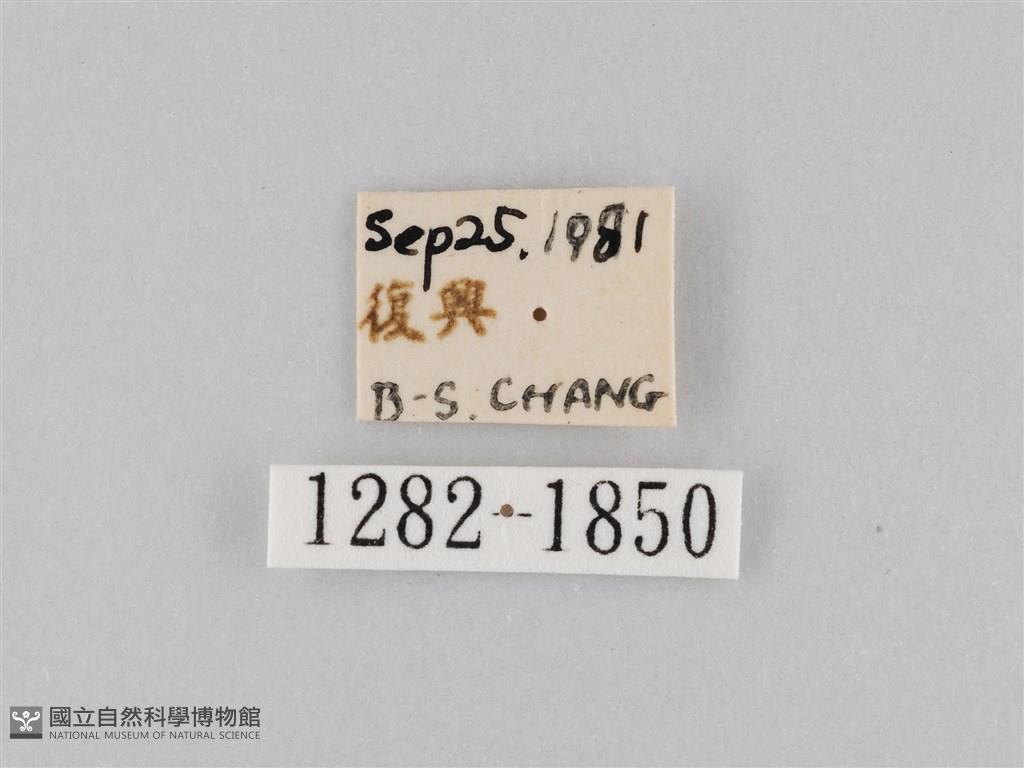 Sep25.1981
復興
B-S. CHANG
1282--1850
國立自然科學博物館
NATIONAL MUSEUM OF NATURAL SCIENCE